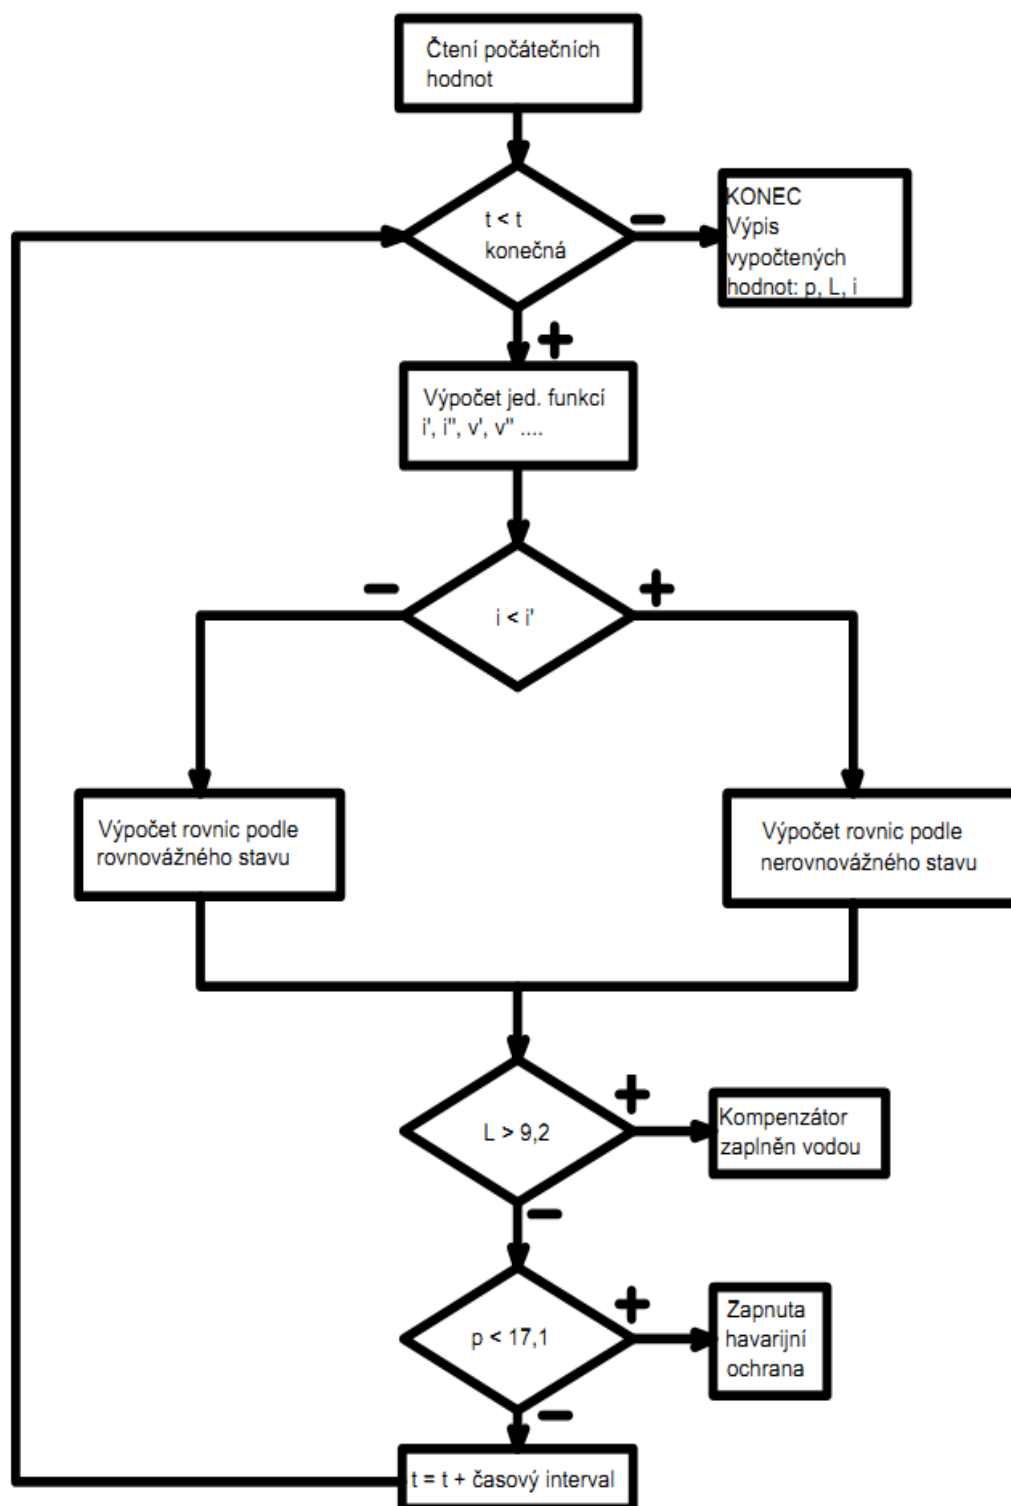 Čtení počátečních
hodnot
t < t
konečná
−
KONEC
Výpis
vypočtených
hodnot: p, L, i
+
Výpočet jed. funkcí
i', i'', v', v'' ....
−
+
i < i'
Výpočet rovnic podle
rovnovážného stavu
Výpočet rovnic podle
nerovnovážného stavu
+
L > 9,2
Kompenzátor
zaplněn vodou
−
+
p < 17,1
Zapnuta
havarijní
ochrana
−
t = t + časový interval